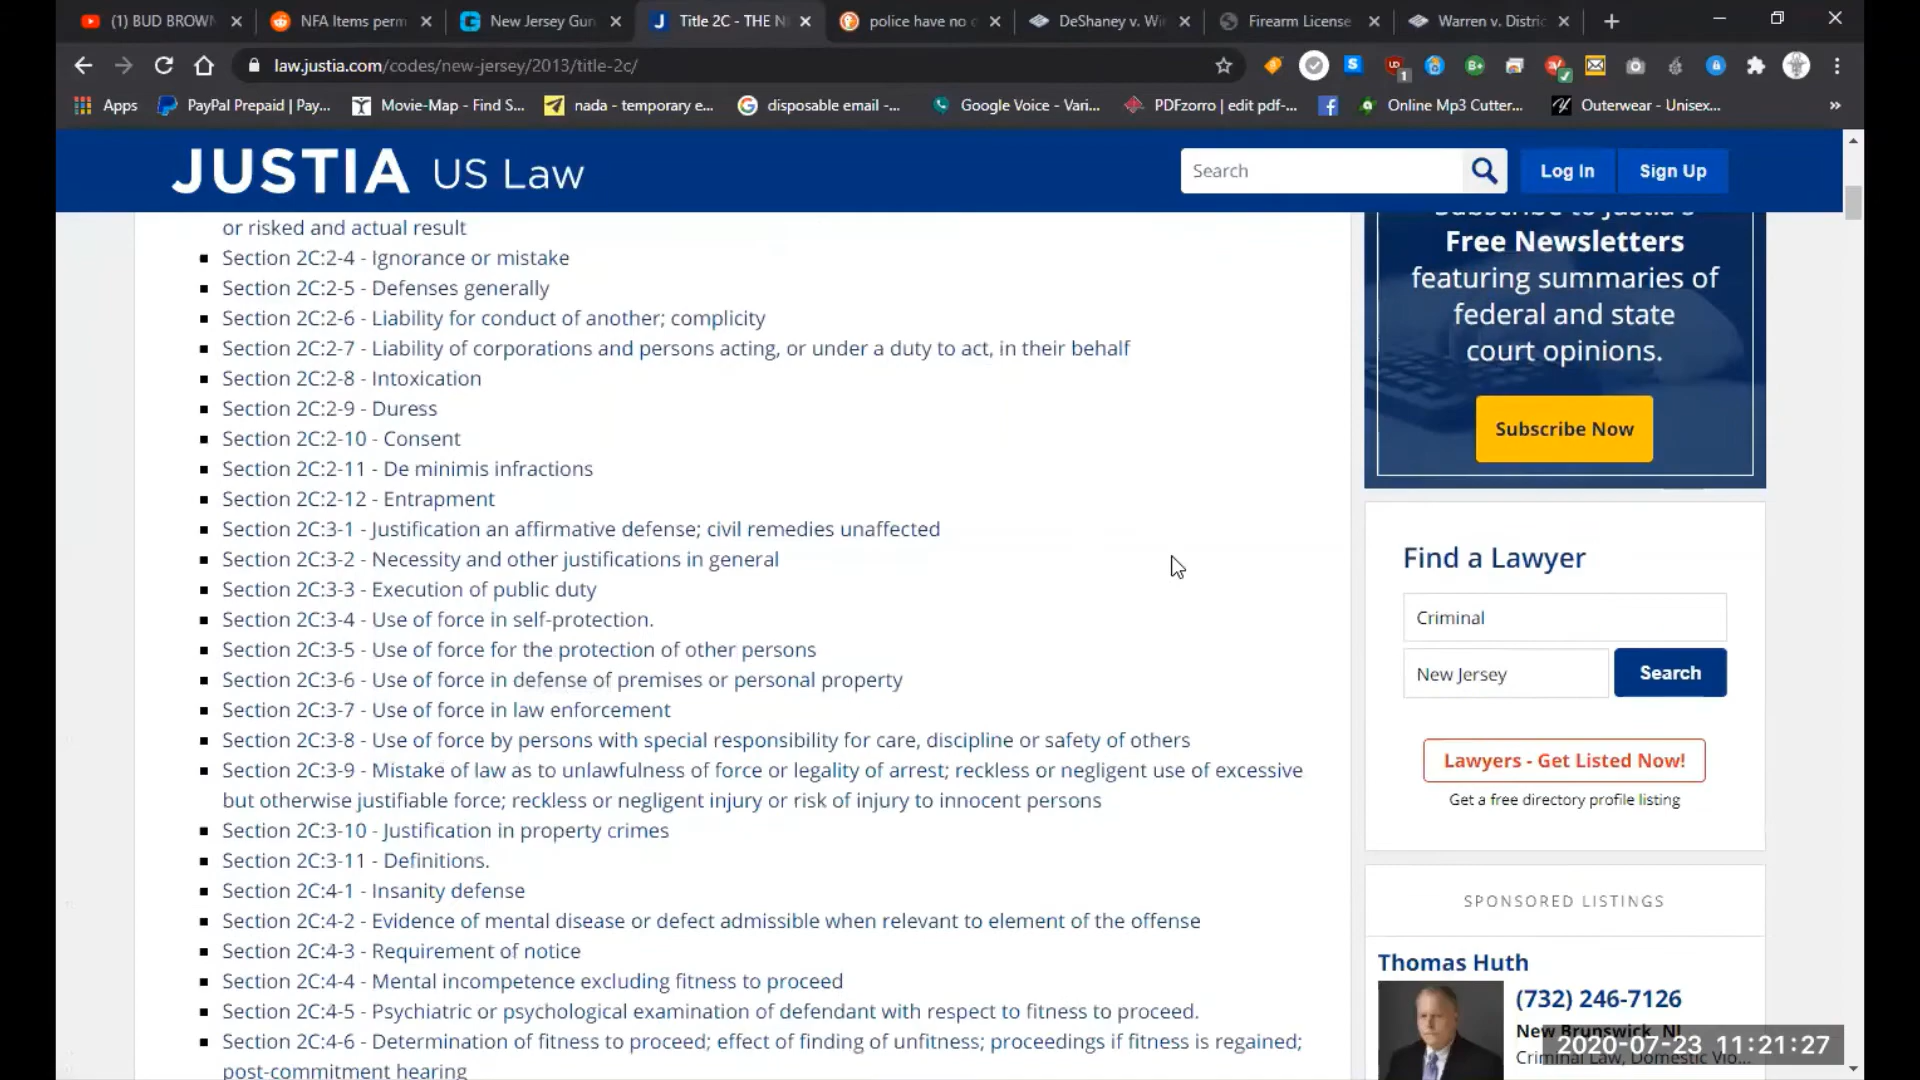 (1) BUD BROWN
NFA Items perm
New Jersey Gun
Title 2C - THE N
police have no d
DeShaney v. Wi
Firearm License
Warren v. Distric
law.justia.com/codes/new-jersey/2013/title-2c/
Apps
PayPal Prepaid | Pay...
Movie-Map - Find S...
nada - temporary e...
disposable email -...
Google Voice - Vari...
PDFzorro | edit pdf-...
Online Mp3 Cutter...
Outerwear - Unisex...
JUSTIA US Law
Search
Log In
Sign Up
or risked and actual result
Section 2C:2-4 - Ignorance or mistake
Section 2C:2-5 - Defenses generally
Section 2C:2-6 - Liability for conduct of another; complicity
Section 2C:2-7 - Liability of corporations and persons acting, or under a duty to act, in their behalf
Section 2C:2-8 - Intoxication
Section 2C:2-9 - Duress
Section 2C:2-10 - Consent
Section 2C:2-11 - De minimis infractions
Section 2C:2-12 - Entrapment
Section 2C:3-1 - Justification an affirmative defense; civil remedies unaffected
Section 2C:3-2 - Necessity and other justifications in general
Section 2C:3-3 - Execution of public duty
Section 2C:3-4 - Use of force in self-protection.
Section 2C:3-5 - Use of force for the protection of other persons
Section 2C:3-6 - Use of force in defense of premises or personal property
Section 2C:3-7 - Use of force in law enforcement
Section 2C:3-8 - Use of force by persons with special responsibility for care, discipline or safety of others
Section 2C:3-9 - Mistake of law as to unlawfulness of force or legality of arrest; reckless or negligent use of excessive
but otherwise justifiable force; reckless or negligent injury or risk of injury to innocent persons
Section 2C:3-10 - Justification in property crimes
Section 2C:3-11 - Definitions.
Section 2C:4-1 - Insanity defense
Section 2C:4-2 - Evidence of mental disease or defect admissible when relevant to element of the offense
Section 2C:4-3 - Requirement of notice
Section 2C:4-4 - Mental incompetence excluding fitness to proceed
Section 2C:4-5 - Psychiatric or psychological examination of defendant with respect to fitness to proceed.
Section 2C:4-6 - Determination of fitness to proceed; effect of finding of unfitness; proceedings if fitness is regained;
post-commitment hearing
Subscribe to Justia's
Free Newsletters
featuring summaries of
federal and state
court opinions.
Subscribe Now
Find a Lawyer
Criminal
New Jersey
Search
Lawyers - Get Listed Now!
Get a free directory profile listing
SPONSORED LISTINGS
Thomas Huth
(732) 246-7126
New Brunswick, NJ
Criminal Law, Domestic Vio...
2020-07-23 11:21:27